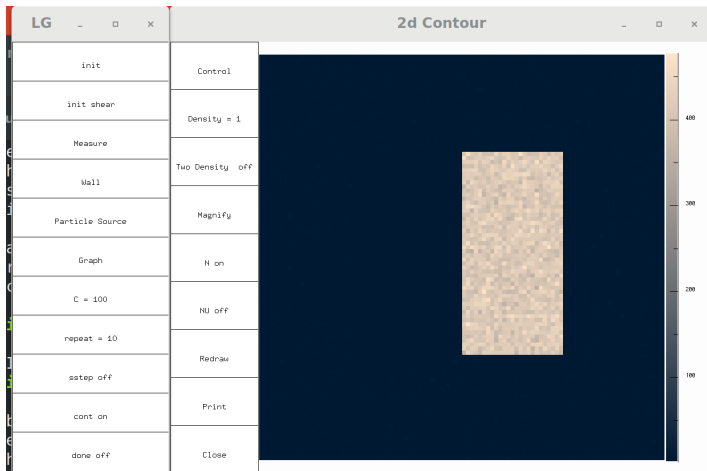 LG
2d Contour
init
init shear
Measure
Wall
Particle Source
Graph
C = 100
repeat = 10
sstep off
cont on
done off
Control
Density = 1
Two Density off
Magnify
N on
NU off
Redraw
Print
Close
400
300
200
100